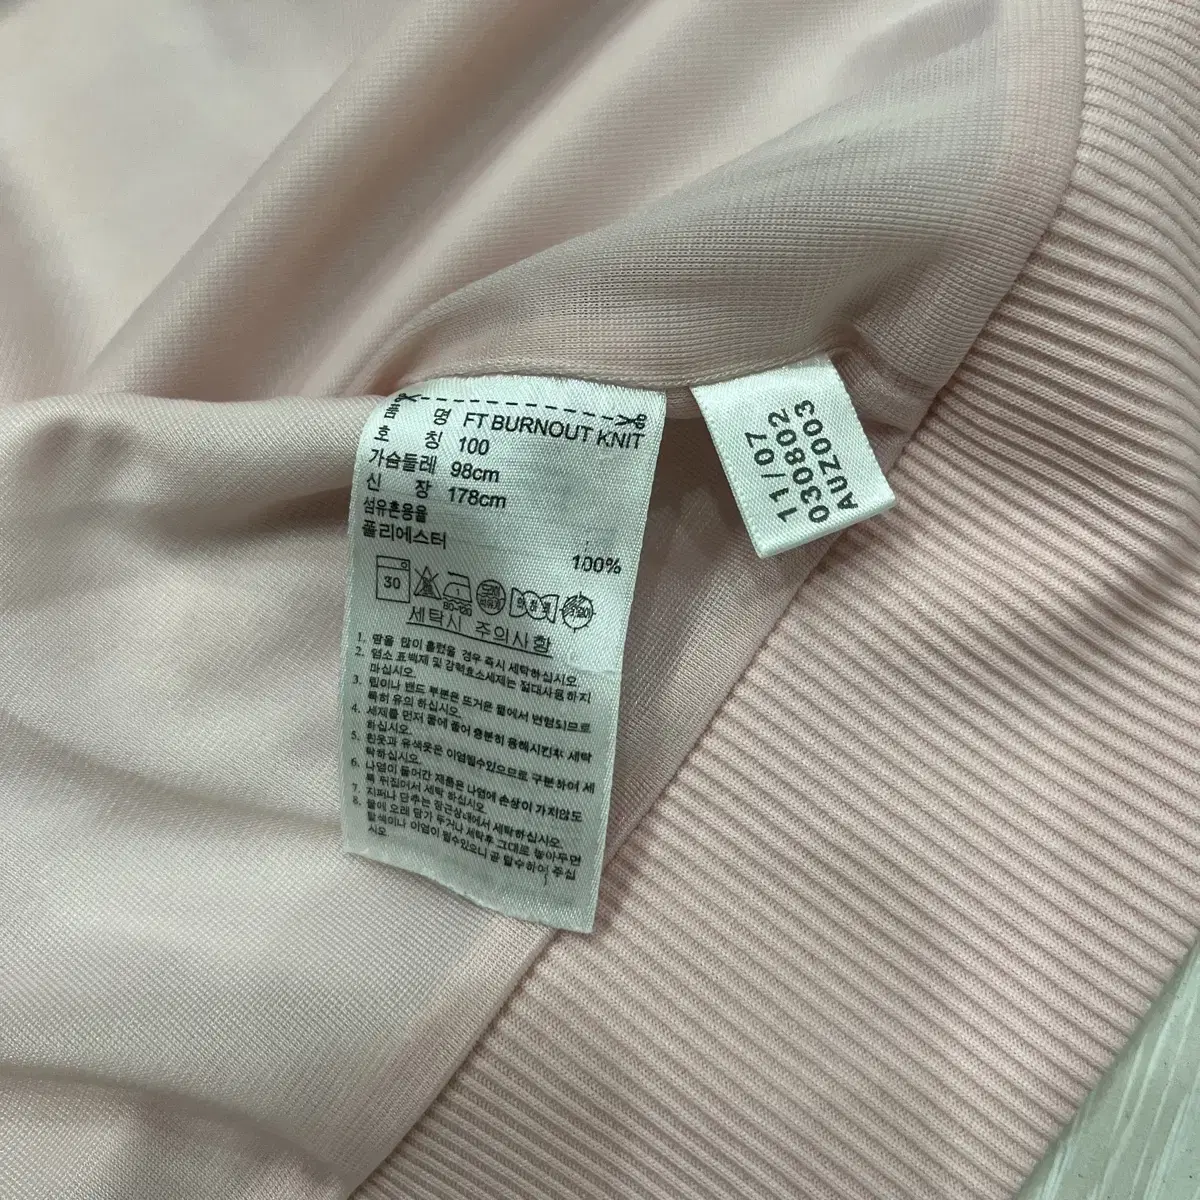 품 명 FT BURNOUT KNIT
호 칭 100
가슴둘레 98cm
신 장 178cm
섬유혼용율
폴리에스터
100%
30
80~120
세탁시 주의사항
1. 땀을 많이 흘렸을 경우 즉시 세탁하십시오.
2. 염소 표백제 및 강력효소세제는 절대사용하지
마십시오.
3. 립이나 밴드 부분은 뜨거운 물에서 변형되므로
특히 유의 하십시오.
4. 세제를 먼저 물에 풀어 충분히 용해시킨후 세탁
하십시오.
5. 흰옷과 유색옷은 이염될수있으므로 구분하여 세
탁하십시오.
6. 나염이 들어간 제품은 나염에 손상이 가지않도
록 뒤집어서 세탁 하십시오.
7. 지퍼나 단추는 잠근상태에서 세탁하십시오.
8. 물에 오래 담가 두거나 세탁후 그대로 놓아두면
탈색이나 이염이 될수있으니 꼭 탈수하여 주십
시오
11/07
030802
AUZ003